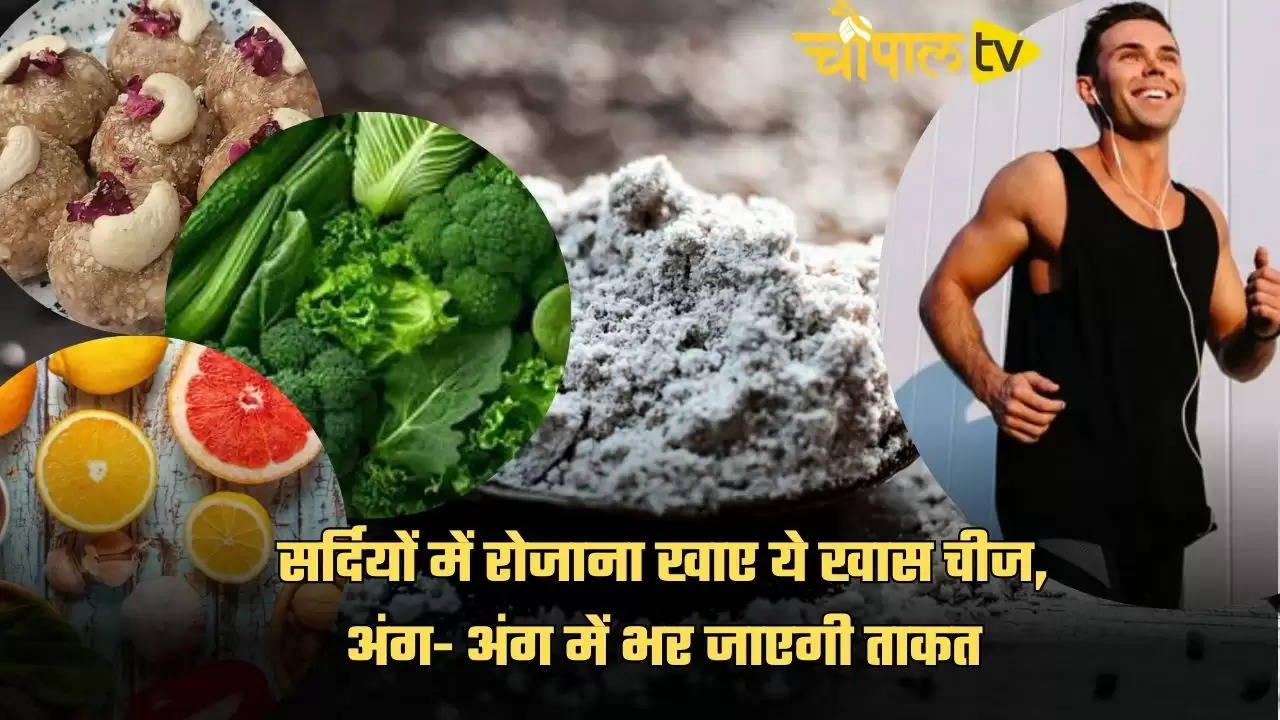 चौपाल tv
सर्दियों में रोजाना खाए ये खास चीज,
अंग- अंग में भर जाएगी ताकत